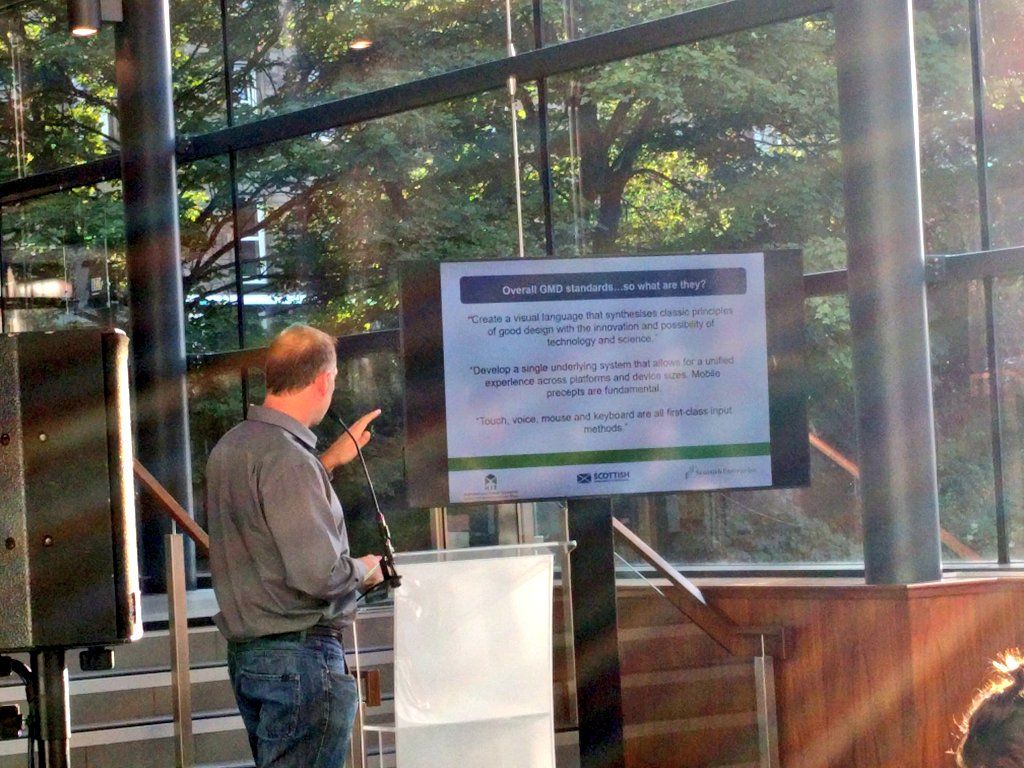 Overall GMD standards...so what are they?
"Create a visual language that synthesises classic principles
of good design with the innovation and possibility of
technology and science.
"Develop a single underlying system that allows for a unified
experience across platforms and device sizes. Mobile
precepts are fundamental.
"Touch, voice, mouse and keyboard are all first-class input
methods."
SCOTTISH
Scottish Enterprise